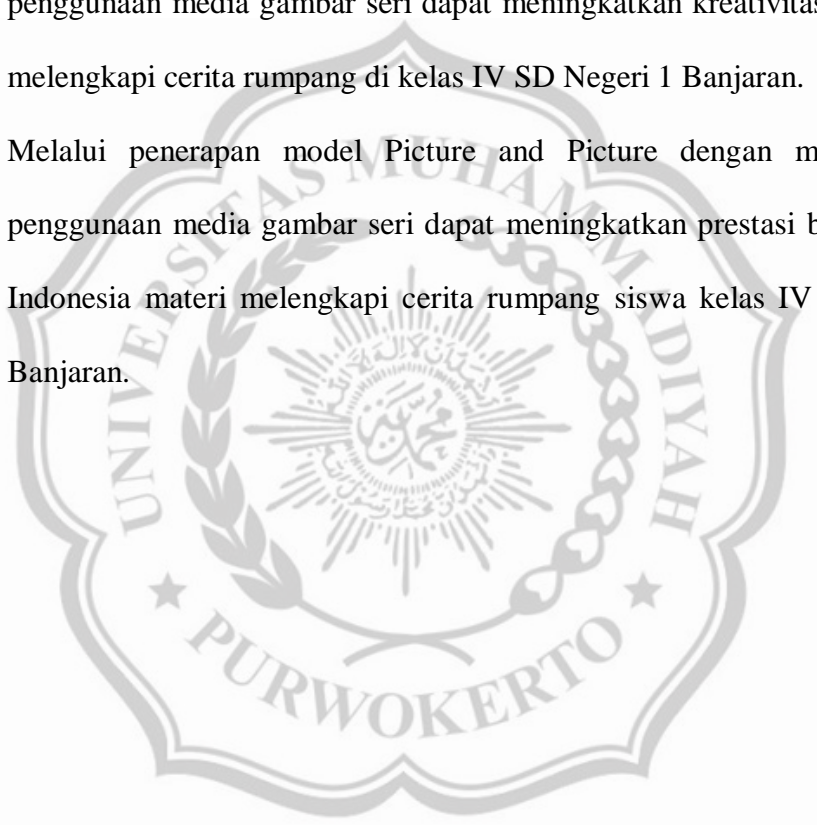 penggunaan media gambar seri dapat meningkatkan kreativitas
melengkapi cerita rumpang di kelas IV SD Negeri 1 Banjaran.
Melalui penerapan model Picture and Picture dengan
penggunaan media gambar seri dapat meningkatkan prestasi
Indonesia materi melengkapi cerita rumpang siswa kelas IV
Banjaran.
UNIVERSITAS MUHAMMADIYAH
PURWOKERTO